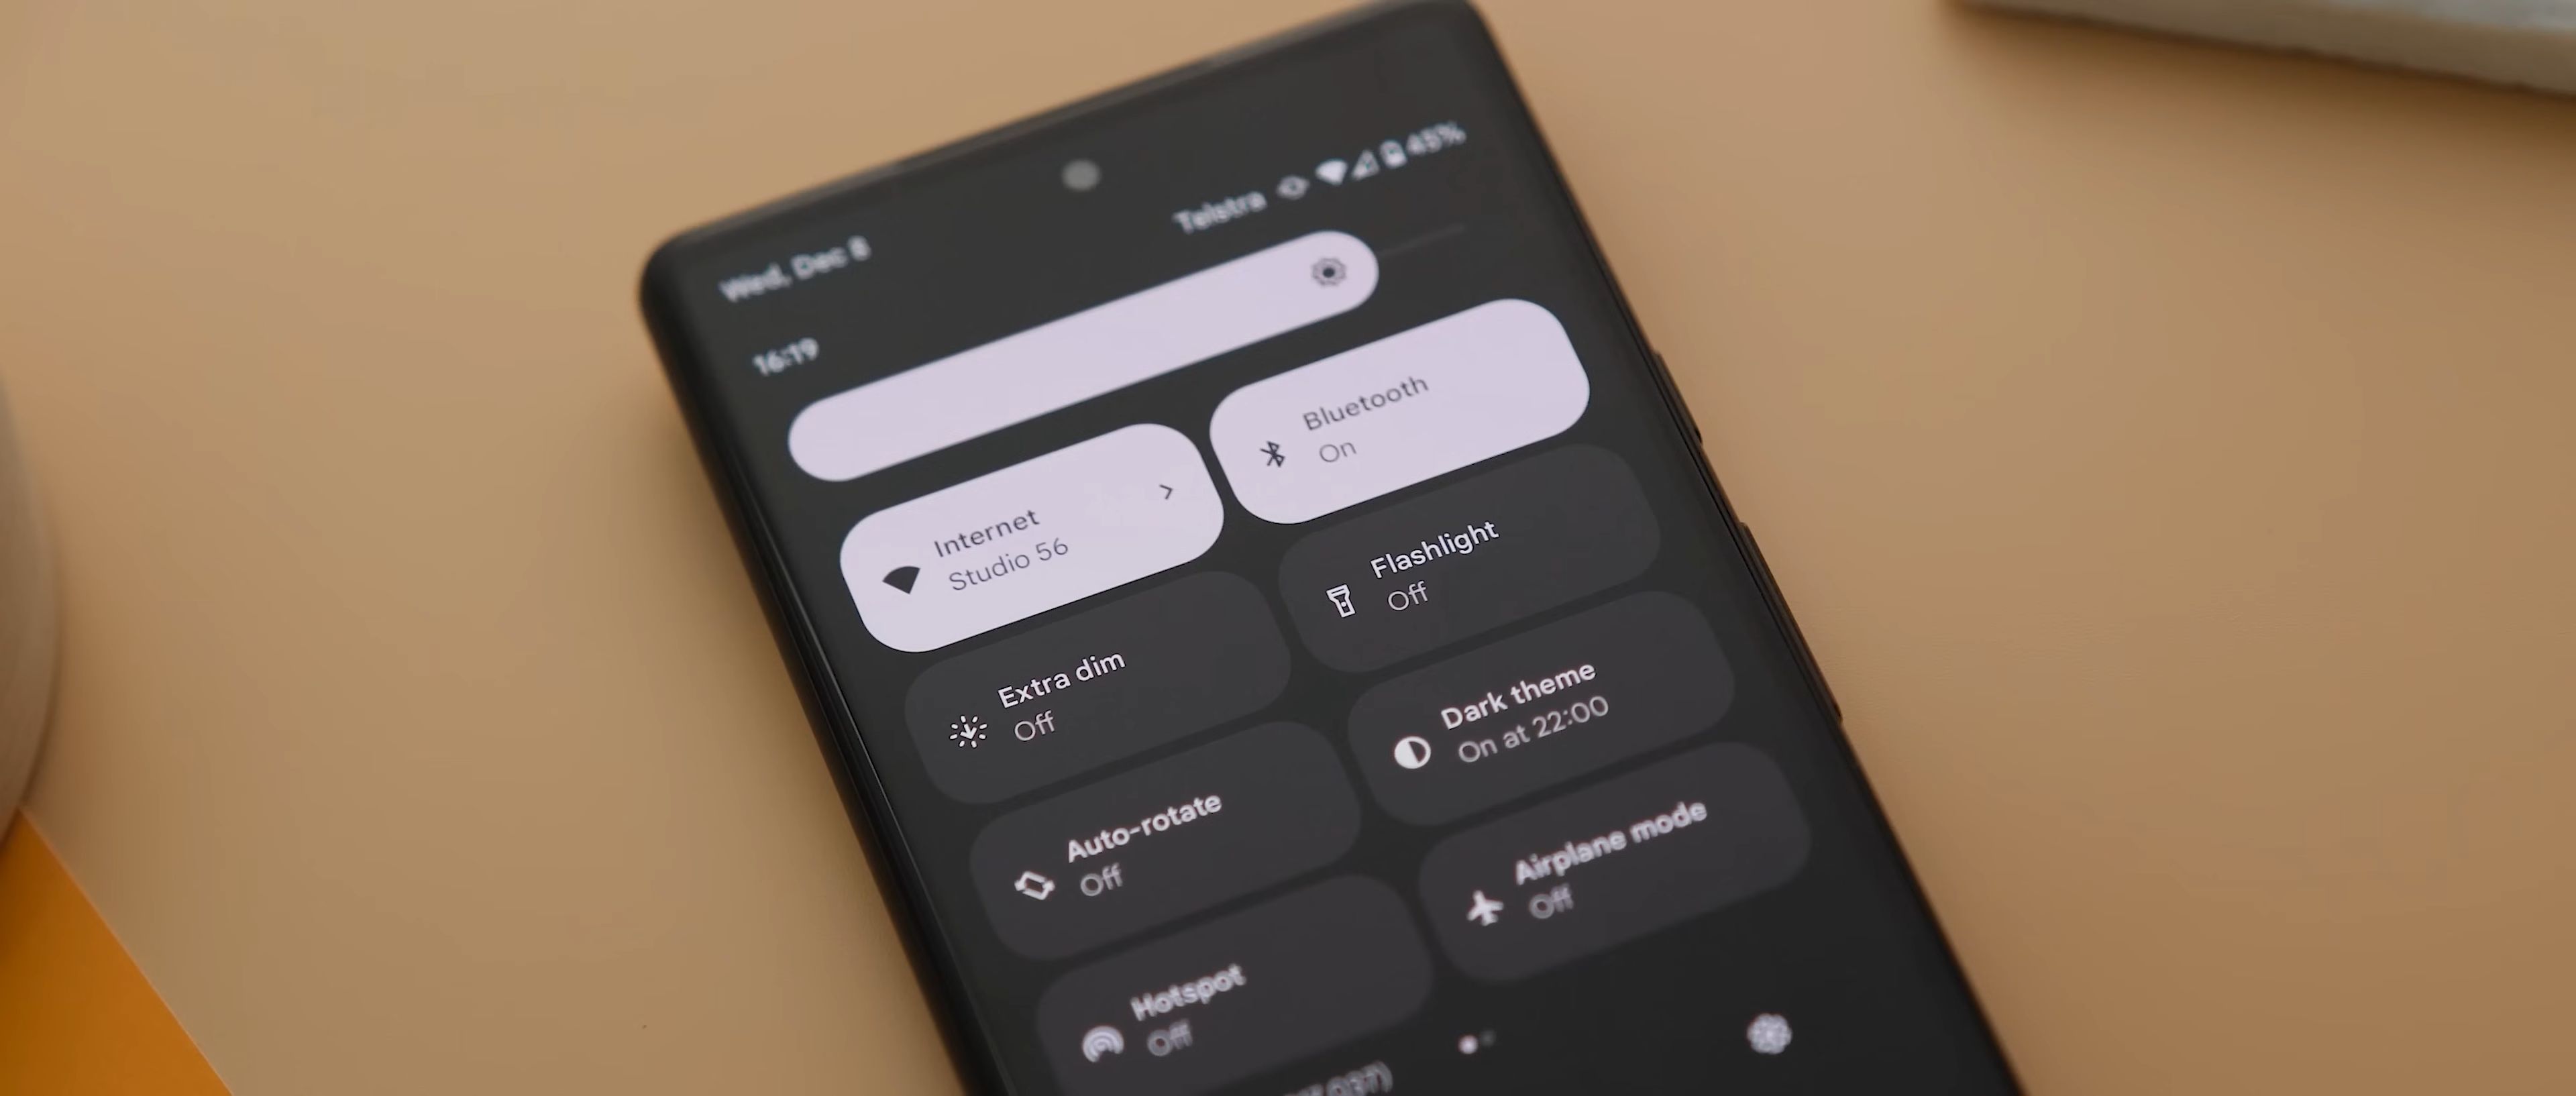 Wed, Dec 8
Telstra 45%
16:19
Internet
Studio 56
Bluetooth
On
Extra dim
Off
Flashlight
Off
Auto-rotate
Off
Dark theme
On at 22:00
Hotspot
Off
Airplane mode
Off